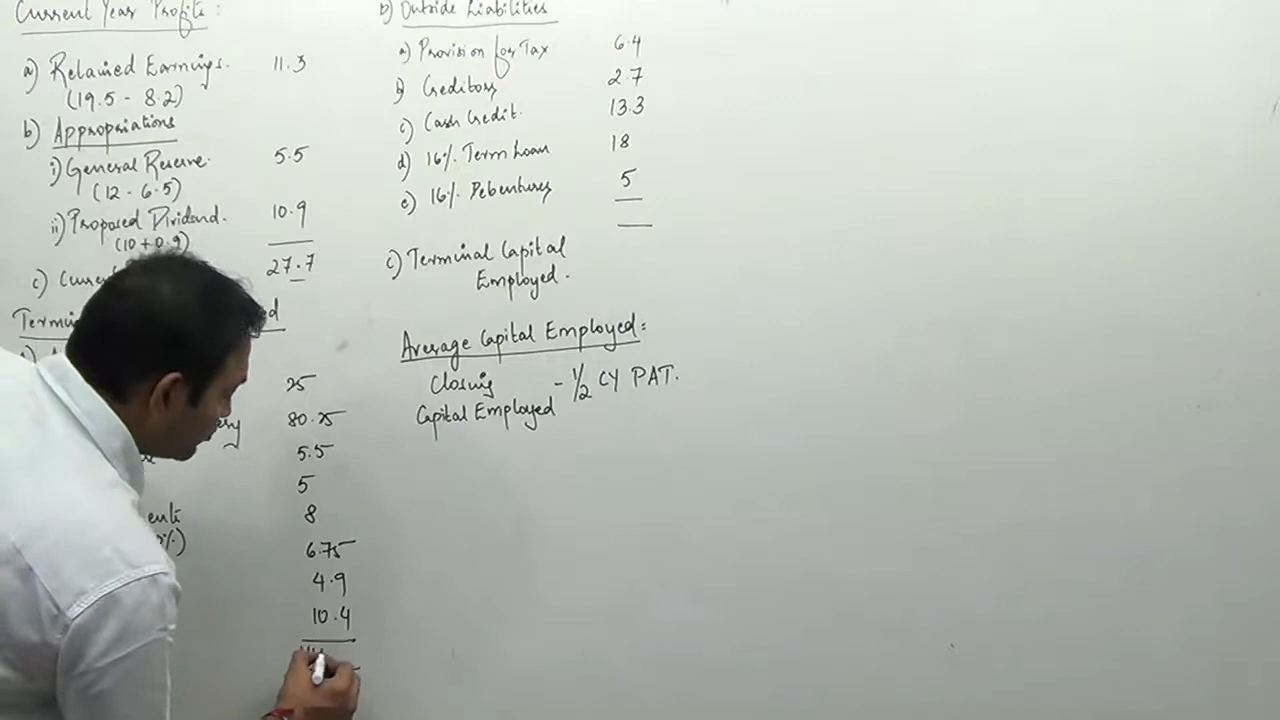 Current Year Profits :
a) Retained Earnings. 11.3
(19.5 - 8.2)
b) Appropriations
i) General Reserve. 5.5
(12 - 6.5)
ii) Proposed Dividend. 10.9
(10 + 0.9)
c) 27.7
25
80.25
5.5
5
8
6.75
4.9
10.4
b) Outside Liabilities
a) Provision for Tax 6.4
b) Creditors 2.7
c) Cash Credit. 13.3
d) 16% Term Loan 18
e) 16% Debentures 5
c) Terminal Capital
Employed.
Average Capital Employed:
Closing - 1/2 CY PAT.
Capital Employed